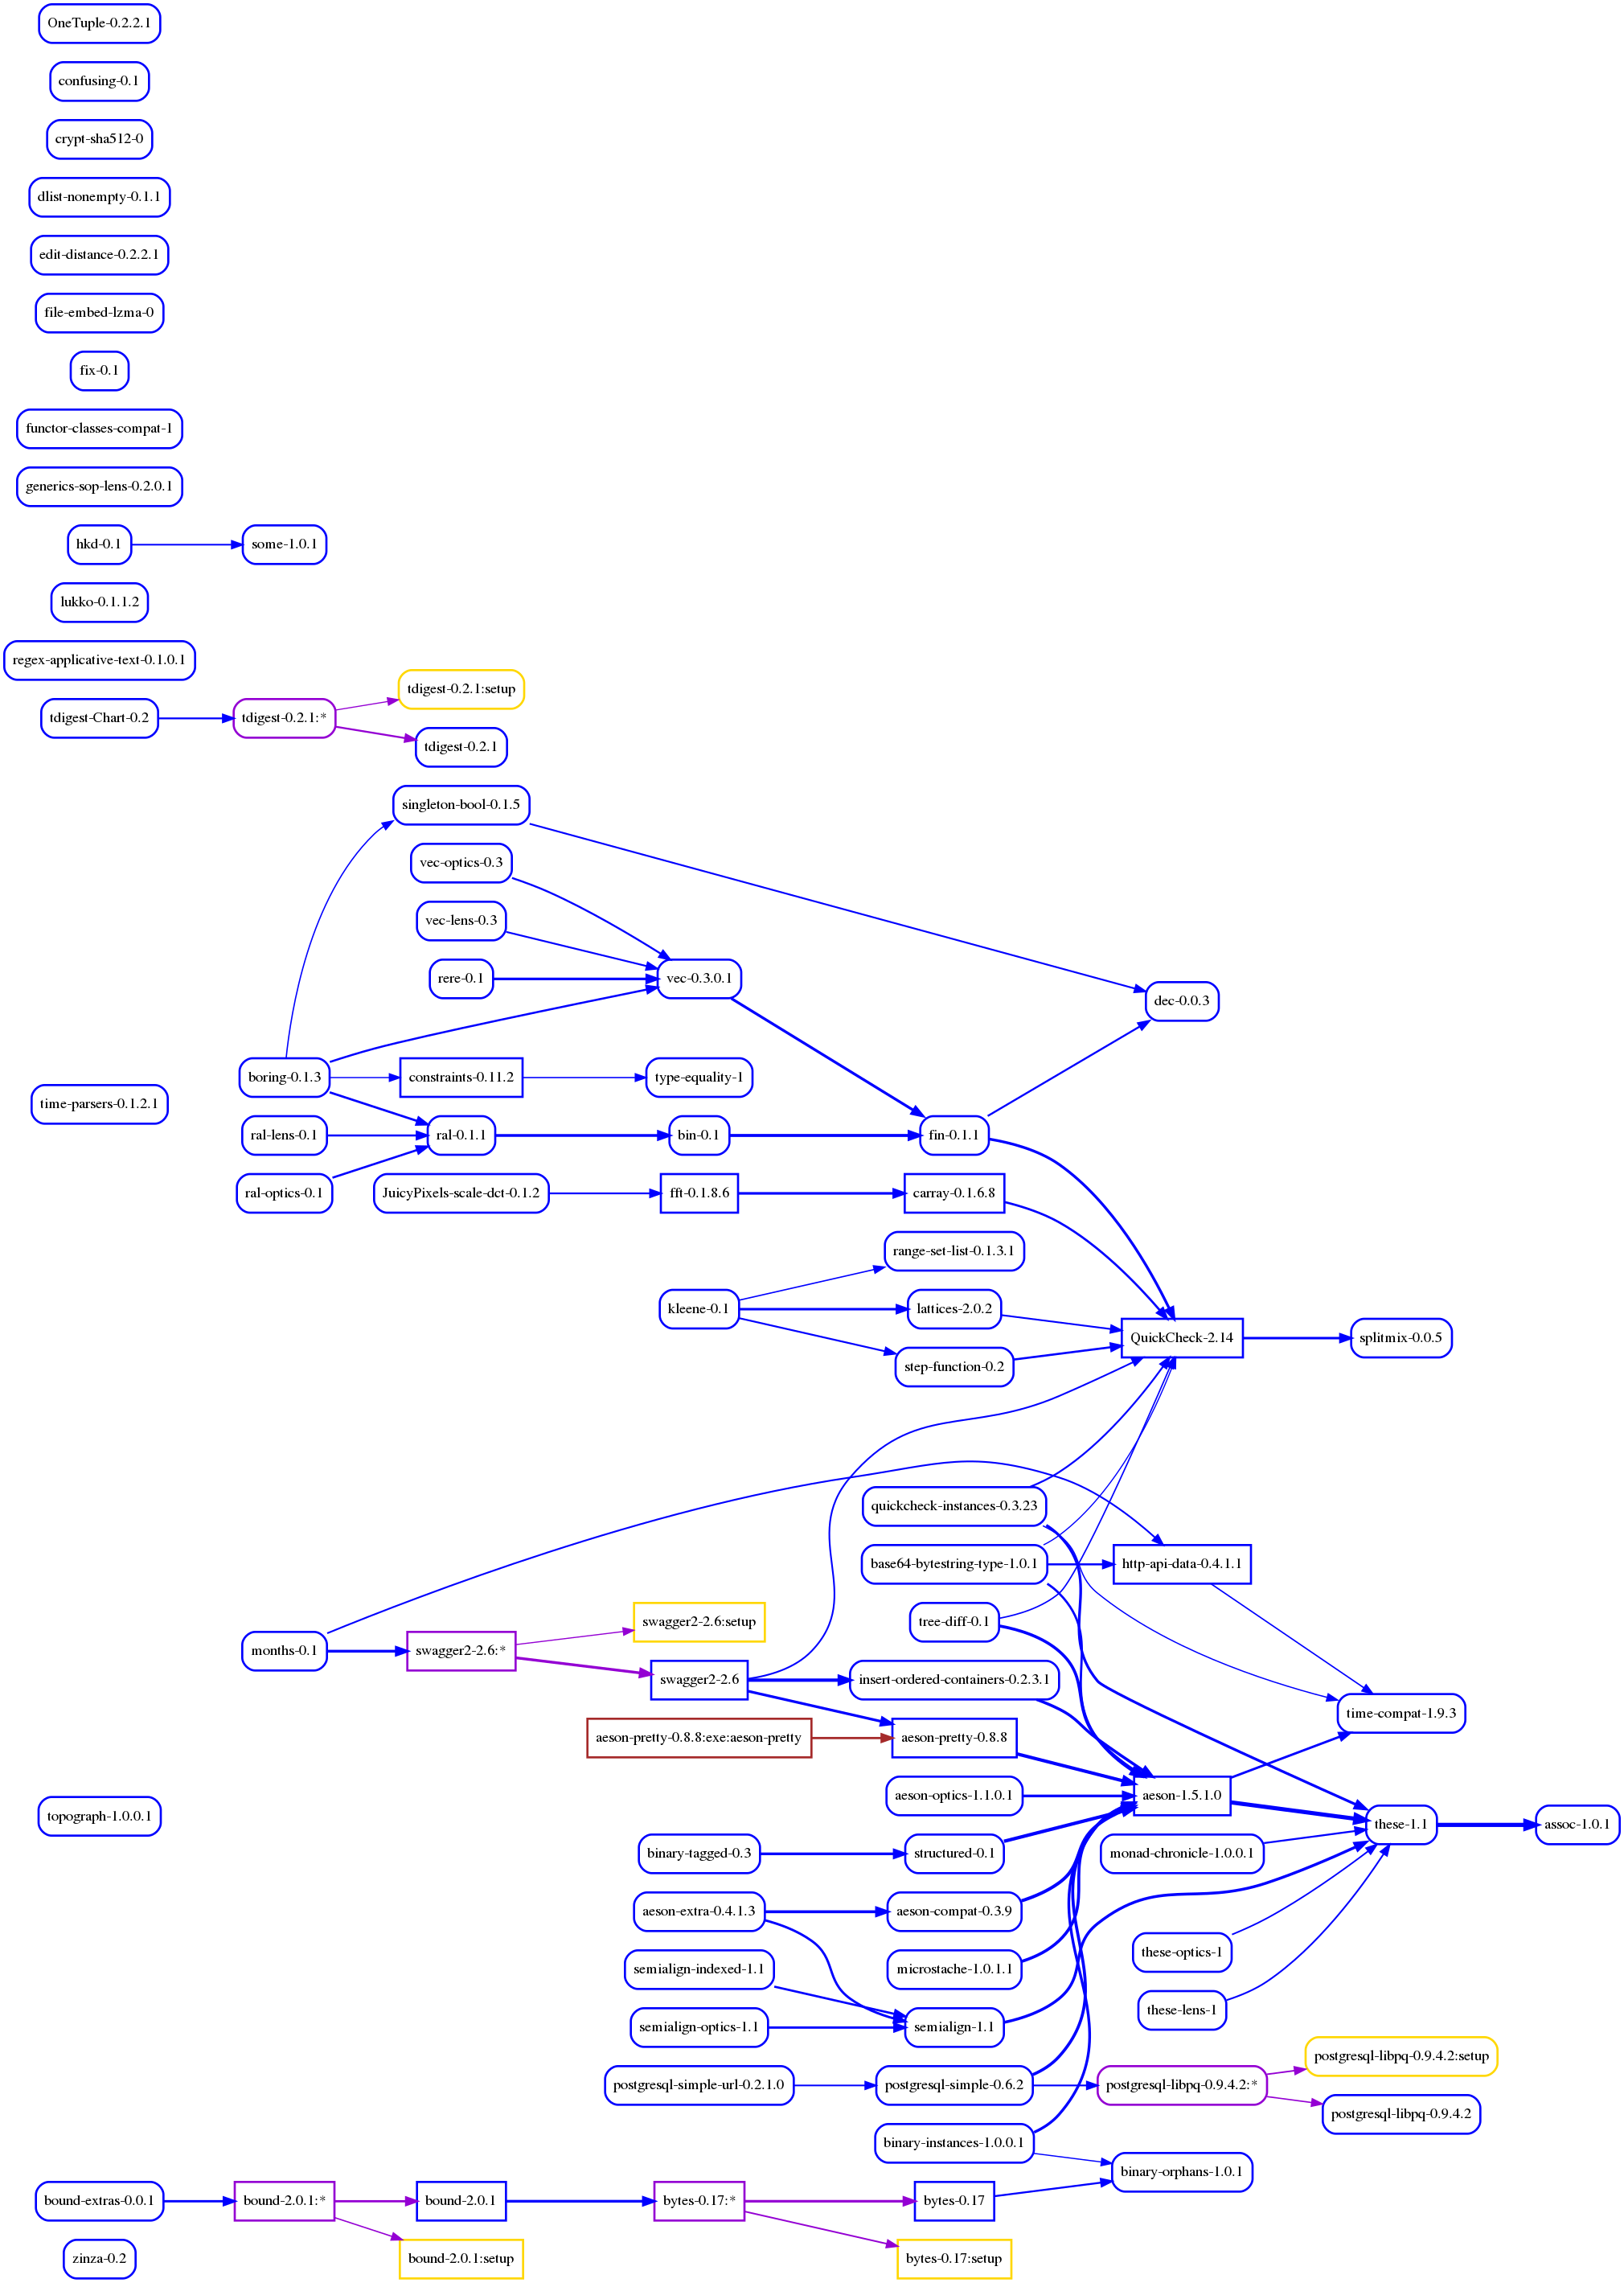 OneTuple-0.2.2.1
confusing-0.1
crypt-sha512-0
dlist-nonempty-0.1.1
edit-distance-0.2.2.1
file-embed-lzma-0
fix-0.1
functor-classes-compat-1
generics-sop-lens-0.2.0.1
hkd-0.1
some-1.0.1
lukko-0.1.1.2
regex-applicative-text-0.1.0.1
tdigest-0.2.1:setup
tdigest-Chart-0.2
tdigest-0.2.1:*
tdigest-0.2.1
singleton-bool-0.1.5
vec-optics-0.3
vec-lens-0.3
rere-0.1
vec-0.3.0.1
dec-0.0.3
boring-0.1.3
constraints-0.11.2
type-equality-1
time-parsers-0.1.2.1
ral-lens-0.1
ral-0.1.1
bin-0.1
fin-0.1.1
ral-optics-0.1
JuicyPixels-scale-dct-0.1.2
fft-0.1.8.6
carray-0.1.6.8
range-set-list-0.1.3.1
kleene-0.1
lattices-2.0.2
QuickCheck-2.14
splitmix-0.0.5
step-function-0.2
quickcheck-instances-0.3.23
base64-bytestring-type-1.0.1
http-api-data-0.4.1.1
tree-diff-0.1
swagger2-2.6:setup
months-0.1
swagger2-2.6:*
swagger2-2.6
insert-ordered-containers-0.2.3.1
time-compat-1.9.3
aeson-pretty-0.8.8:exe:aeson-pretty
aeson-pretty-0.8.8
aeson-optics-1.1.0.1
aeson-1.5.1.0
topograph-1.0.0.1
these-1.1
assoc-1.0.1
binary-tagged-0.3
structured-0.1
monad-chronicle-1.0.0.1
aeson-extra-0.4.1.3
aeson-compat-0.3.9
these-optics-1
semialign-indexed-1.1
microstache-1.0.1.1
these-lens-1
semialign-optics-1.1
semialign-1.1
postgresql-libpq-0.9.4.2:setup
postgresql-simple-url-0.2.1.0
postgresql-simple-0.6.2
postgresql-libpq-0.9.4.2:*
postgresql-libpq-0.9.4.2
binary-instances-1.0.0.1
binary-orphans-1.0.1
bound-extras-0.0.1
bound-2.0.1:*
bound-2.0.1
bytes-0.17:*
bytes-0.17
zinza-0.2
bound-2.0.1:setup
bytes-0.17:setup